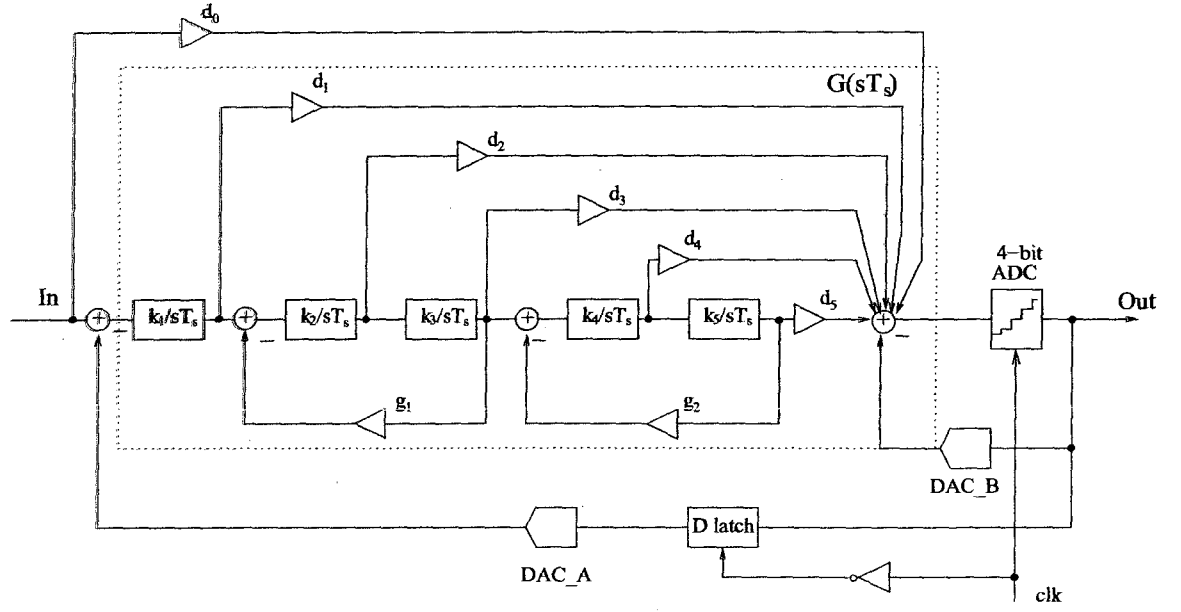 d₀
G(sTₛ)
d₁
d₂
d₃
d₄
4-bit
ADC
In
k₁/sTₛ
k₂/sTₛ
k₃/sTₛ
k₄/sTₛ
k₅/sTₛ
d₅
Out
+
−
+
−
+
−
+
−
g₁
g₂
DAC_B
D latch
DAC_A
clk